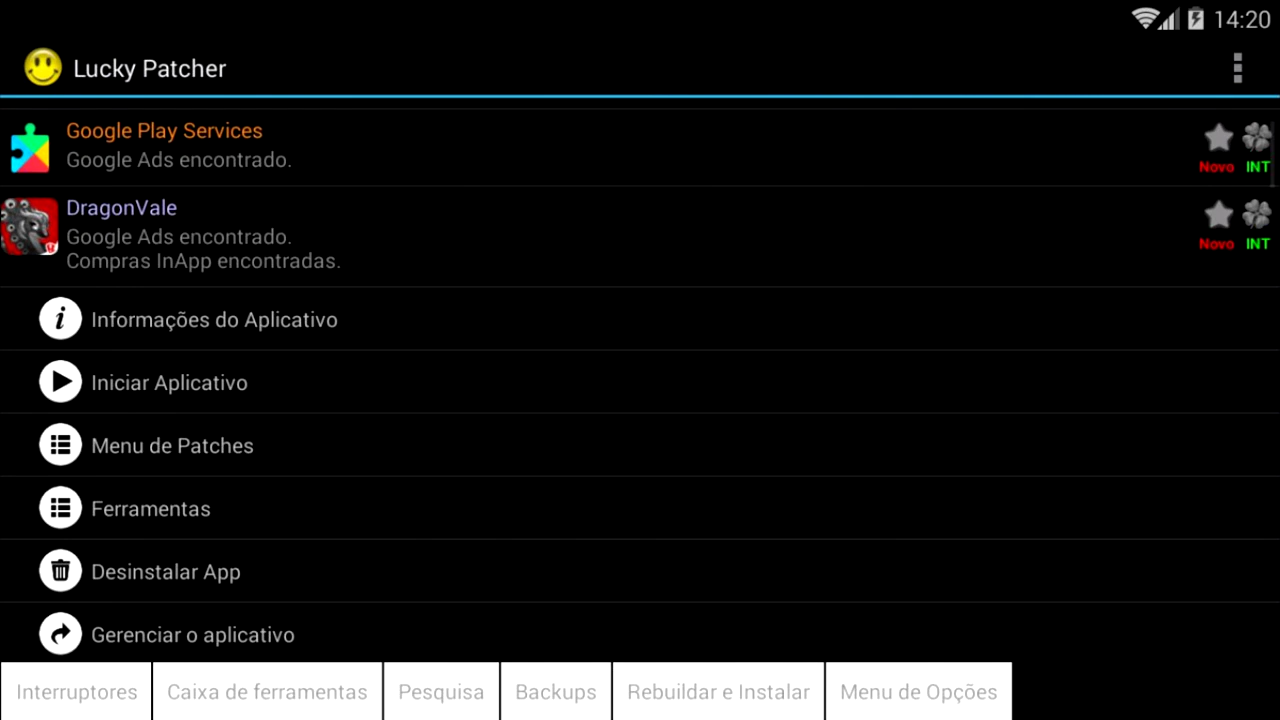 14:20
Lucky Patcher
Google Play Services
Google Ads encontrado.
Novo INT
DragonVale
Google Ads encontrado.
Compras InApp encontradas.
Novo INT
Informações do Aplicativo
Iniciar Aplicativo
Menu de Patches
Ferramentas
Desinstalar App
Gerenciar o aplicativo
Interruptores Caixa de ferramentas Pesquisa Backups Rebuildar e Instalar Menu de Opções